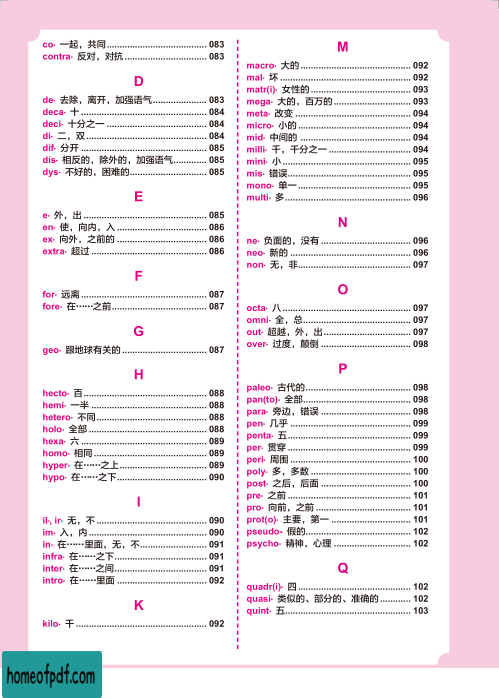 co- 一起，共同 ........ 083
contra- 反对，对抗 ........ 083
D
de- 去除，离开，加强语气 ........ 083
deca- 十 ........ 084
deci- 十分之一 ........ 084
di- 二，双 ........ 084
dif- 分开 ........ 085
dis- 相反的，除外的，加强语气 ........ 085
dys- 不好的，困难的 ........ 085
E
e- 外，出 ........ 085
en- 使，向内，入 ........ 086
ex- 向外，之前的 ........ 086
extra- 超过 ........ 086
F
for- 远离 ........ 087
fore- 在……之前 ........ 087
G
geo- 跟地球有关的 ........ 087
H
hecto- 百 ........ 088
hemi- 一半 ........ 088
hetero- 不同 ........ 088
holo- 全部 ........ 088
hexa- 六 ........ 089
homo- 相同 ........ 089
hyper- 在……之上 ........ 089
hypo- 在……之下 ........ 090
I
il-, ir- 无，不 ........ 090
im- 入，内 ........ 090
in- 在……里面，无，不 ........ 091
infra- 在……之下 ........ 091
inter- 在……之间 ........ 091
intro- 在……里面 ........ 092
K
kilo- 千 ........ 092
M
macro- 大的 ........ 092
mal- 坏 ........ 092
matr(i)- 女性的 ........ 093
mega- 大的，百万的 ........ 093
meta- 改变 ........ 094
micro- 小的 ........ 094
mid- 中间的 ........ 094
milli- 千，千分之一 ........ 094
mini- 小 ........ 095
mis- 错误 ........ 095
mono- 单一 ........ 095
multi- 多 ........ 096
N
ne- 负面的，没有 ........ 096
neo- 新的 ........ 096
non- 无，非 ........ 097
O
octa- 八 ........ 097
omni- 全，总 ........ 097
out- 超越，外，出 ........ 097
over- 过度，颠倒 ........ 098
P
paleo- 古代的 ........ 098
pan(to)- 全部 ........ 098
para- 旁边，错误 ........ 098
pen- 几乎 ........ 099
penta- 五 ........ 099
per- 贯穿 ........ 099
peri- 周围 ........ 100
poly- 多，多数 ........ 100
post- 之后，后面 ........ 100
pre- 之前 ........ 101
pro- 向前，之前 ........ 101
prot(o)- 主要，第一 ........ 101
pseudo- 假的 ........ 102
psycho- 精神，心理 ........ 102
Q
quadr(i)- 四 ........ 102
quasi- 类似的、部分的、准确的 ........ 102
quint- 五 ........ 103
homeofpdf.com